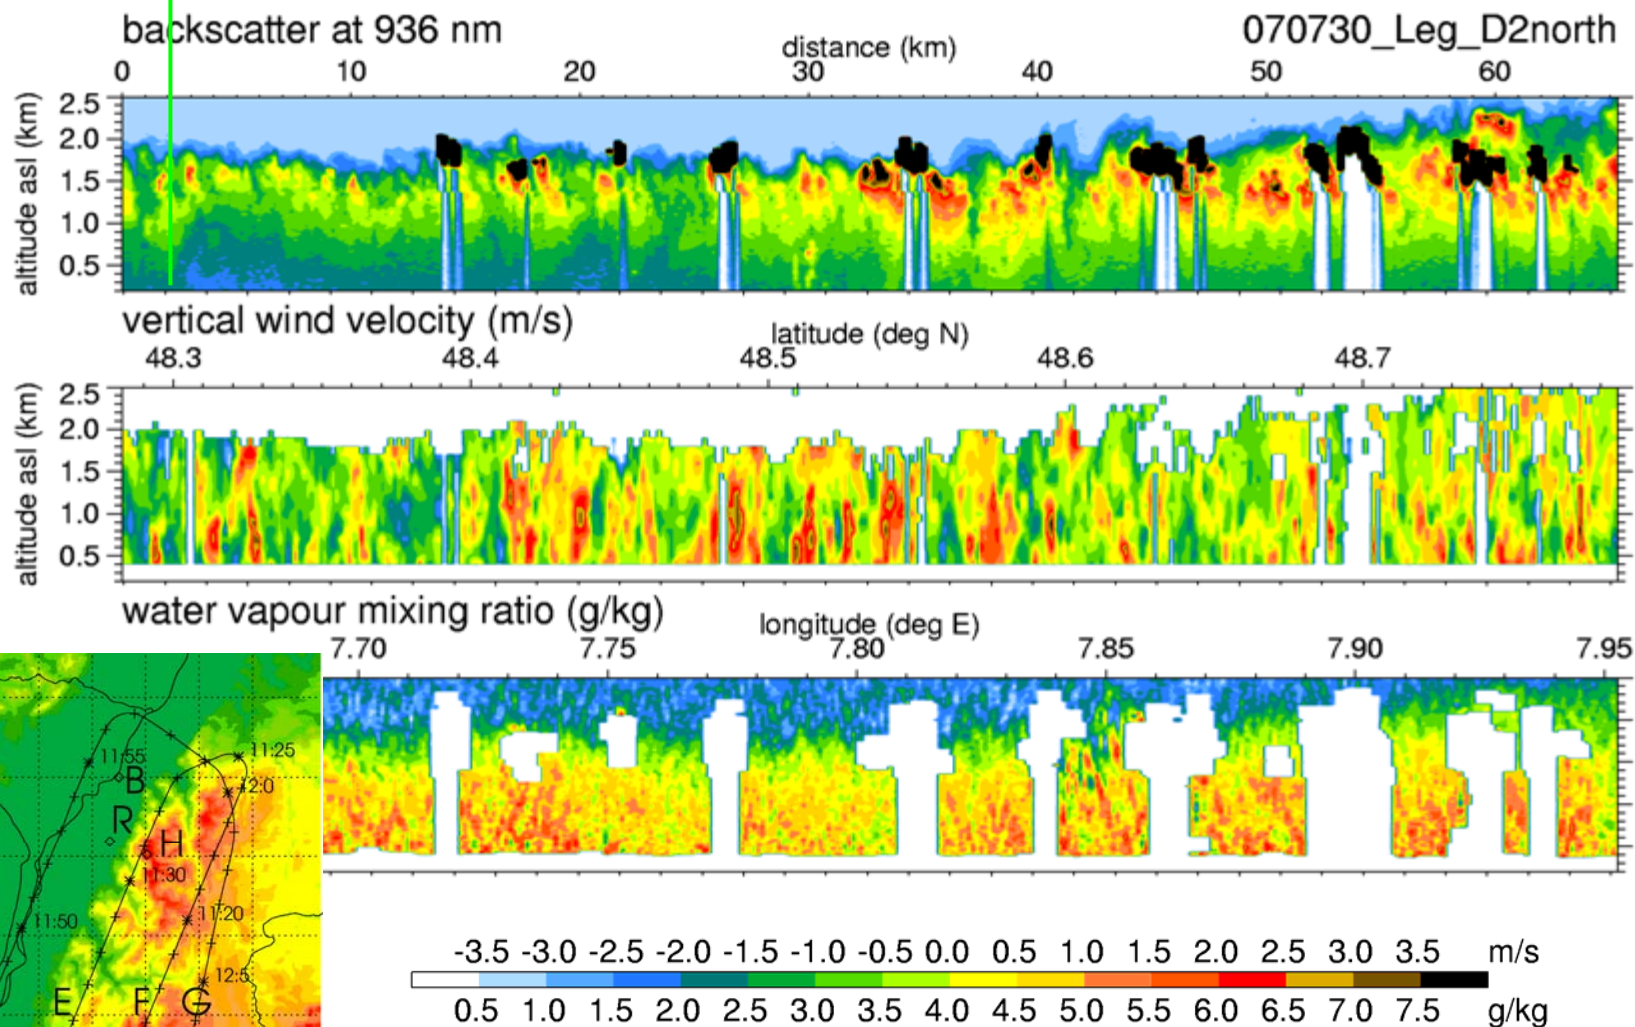 backscatter at 936 nm
070730_Leg_D2north
distance (km)
0 10 20 30 40 50 60
altitude asl (km)
2.5
2.0
1.5
1.0
0.5
vertical wind velocity (m/s)
latitude (deg N)
48.3 48.4 48.5 48.6 48.7
altitude asl (km)
2.5
2.0
1.5
1.0
0.5
water vapour mixing ratio (g/kg)
longitude (deg E)
7.70 7.75 7.80 7.85 7.90 7.95
11:55
11:25
B
12:0
R
H
11:30
11:20
11:50
12:5
E F G
-3.5 -3.0 -2.5 -2.0 -1.5 -1.0 -0.5 0.0 0.5 1.0 1.5 2.0 2.5 3.0 3.5 m/s
0.5 1.0 1.5 2.0 2.5 3.0 3.5 4.0 4.5 5.0 5.5 6.0 6.5 7.0 7.5 g/kg